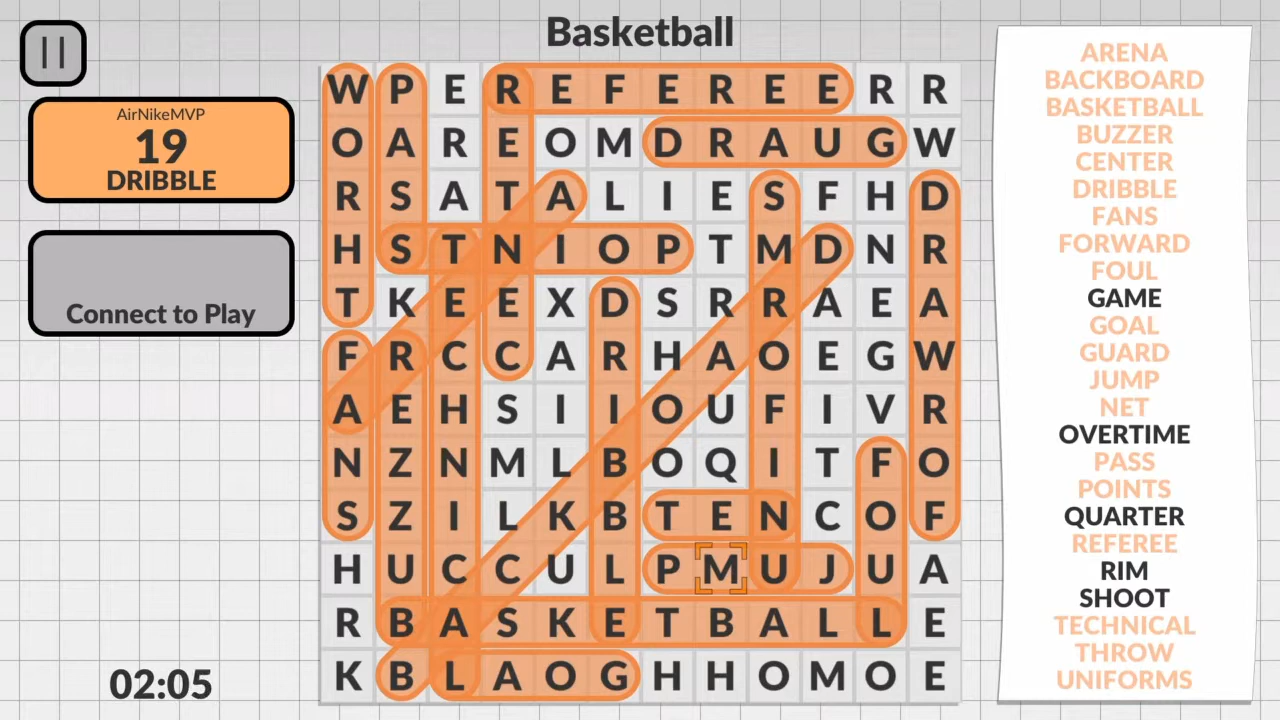 Basketball
AirNikeMVP
19
DRIBBLE
Connect to Play
02:05
W P E R E F E R E E R R
O A R E O M D R A U G W
R S A T A L I E S F H D
H S T N I O P T M D N R
T K E E X D S R R A E A
F R C C A R H A O E G W
A E H S I I O U F I V R
N Z N M L B O Q I T F O
S Z I L K B T E N C O F
H U C C U L P M U J U A
R B A S K E T B A L L E
K B L A O G H H O M O E
ARENA
BACKBOARD
BASKETBALL
BUZZER
CENTER
DRIBBLE
FANS
FORWARD
FOUL
GAME
GOAL
GUARD
JUMP
NET
OVERTIME
PASS
POINTS
QUARTER
REFEREE
RIM
SHOOT
TECHNICAL
THROW
UNIFORMS